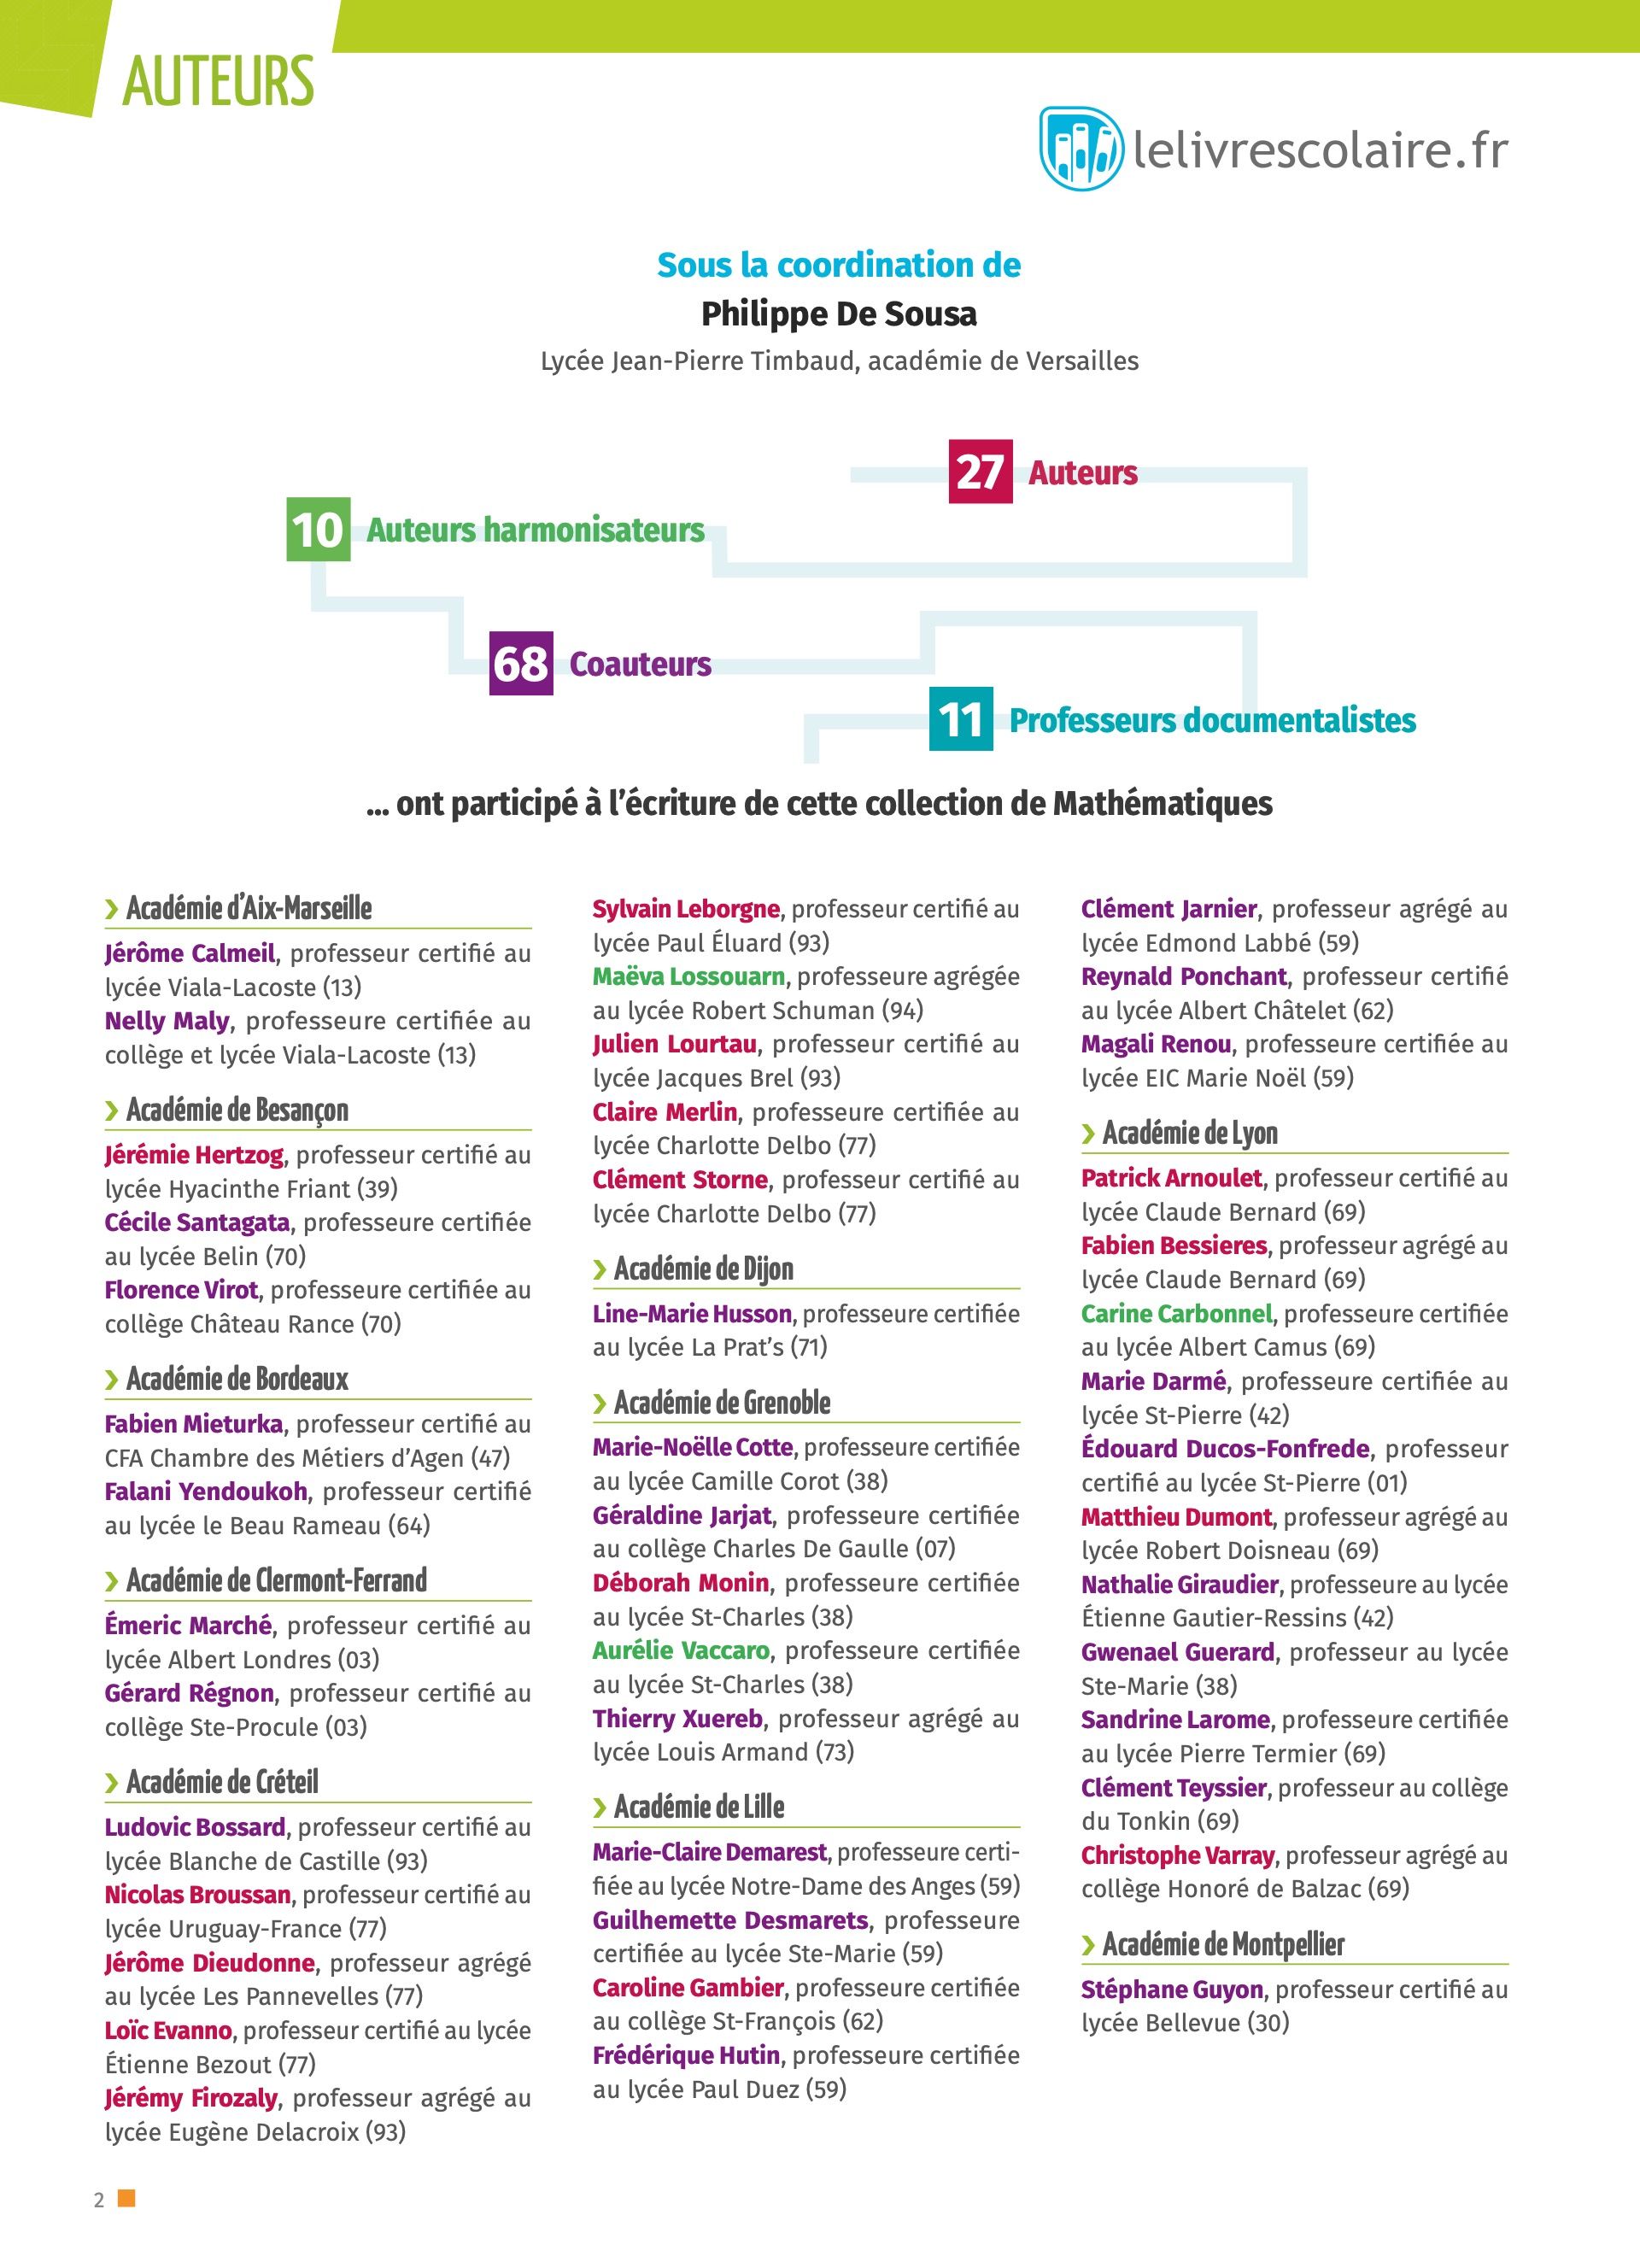 AUTEURS
lelivrescolaire.fr
Sous la coordination de
Philippe De Sousa
Lycée Jean-Pierre Timbaud, académie de Versailles
27 Auteurs
10 Auteurs harmonisateurs
68 Coauteurs
11 Professeurs documentalistes
... ont participé à l’écriture de cette collection de Mathématiques
› Académie d’Aix-Marseille
Jérôme Calmeil, professeur certifié au
lycée Viala-Lacoste (13)
Nelly Maly, professeure certifiée au
collège et lycée Viala-Lacoste (13)
› Académie de Besançon
Jérémie Hertzog, professeur certifié au
lycée Hyacinthe Friant (39)
Cécile Santagata, professeure certifiée
au lycée Belin (70)
Florence Virot, professeure certifiée au
collège Château Rance (70)
› Académie de Bordeaux
Fabien Mieturka, professeur certifié au
CFA Chambre des Métiers d’Agen (47)
Falani Yendoukoh, professeur certifié
au lycée le Beau Rameau (64)
› Académie de Clermont-Ferrand
Émeric Marché, professeur certifié au
lycée Albert Londres (03)
Gérard Régnon, professeur certifié au
collège Ste-Procule (03)
› Académie de Créteil
Ludovic Bossard, professeur certifié au
lycée Blanche de Castille (93)
Nicolas Broussan, professeur certifié au
lycée Uruguay-France (77)
Jérôme Dieudonne, professeur agrégé
au lycée Les Pannevelles (77)
Loïc Evanno, professeur certifié au lycée
Étienne Bezout (77)
Jérémy Firozaly, professeur agrégé au
lycée Eugène Delacroix (93)
Sylvain Leborgne, professeur certifié au
lycée Paul Éluard (93)
Maëva Lossouarn, professeure agrégée
au lycée Robert Schuman (94)
Julien Lourtau, professeur certifié au
lycée Jacques Brel (93)
Claire Merlin, professeure certifiée au
lycée Charlotte Delbo (77)
Clément Storne, professeur certifié au
lycée Charlotte Delbo (77)
› Académie de Dijon
Line-Marie Husson, professeure certifiée
au lycée La Prat’s (71)
› Académie de Grenoble
Marie-Noëlle Cotte, professeure certifiée
au lycée Camille Corot (38)
Géraldine Jarjat, professeure certifiée
au collège Charles De Gaulle (07)
Déborah Monin, professeure certifiée
au lycée St-Charles (38)
Aurélie Vaccaro, professeure certifiée
au lycée St-Charles (38)
Thierry Xuereb, professeur agrégé au
lycée Louis Armand (73)
› Académie de Lille
Marie-Claire Demarest, professeure certi-
fiée au lycée Notre-Dame des Anges (59)
Guilhemette Desmarets, professeure
certifiée au lycée Ste-Marie (59)
Caroline Gambier, professeure certifiée
au collège St-François (62)
Frédérique Hutin, professeure certifiée
au lycée Paul Duez (59)
Clément Jarnier, professeur agrégé au
lycée Edmond Labbé (59)
Reynald Ponchant, professeur certifié
au lycée Albert Châtelet (62)
Magali Renou, professeure certifiée au
lycée EIC Marie Noël (59)
› Académie de Lyon
Patrick Arnoulet, professeur certifié au
lycée Claude Bernard (69)
Fabien Bessieres, professeur agrégé au
lycée Claude Bernard (69)
Carine Carbonnel, professeure certifiée
au lycée Albert Camus (69)
Marie Darmé, professeure certifiée au
lycée St-Pierre (42)
Édouard Ducos-Fonfrede, professeur
certifié au lycée St-Pierre (01)
Matthieu Dumont, professeur agrégé au
lycée Robert Doisneau (69)
Nathalie Giraudier, professeure au lycée
Étienne Gautier-Ressins (42)
Gwenael Guerard, professeur au lycée
Ste-Marie (38)
Sandrine Larome, professeure certifiée
au lycée Pierre Termier (69)
Clément Teyssier, professeur au collège
du Tonkin (69)
Christophe Varray, professeur agrégé au
collège Honoré de Balzac (69)
› Académie de Montpellier
Stéphane Guyon, professeur certifié au
lycée Bellevue (30)
2